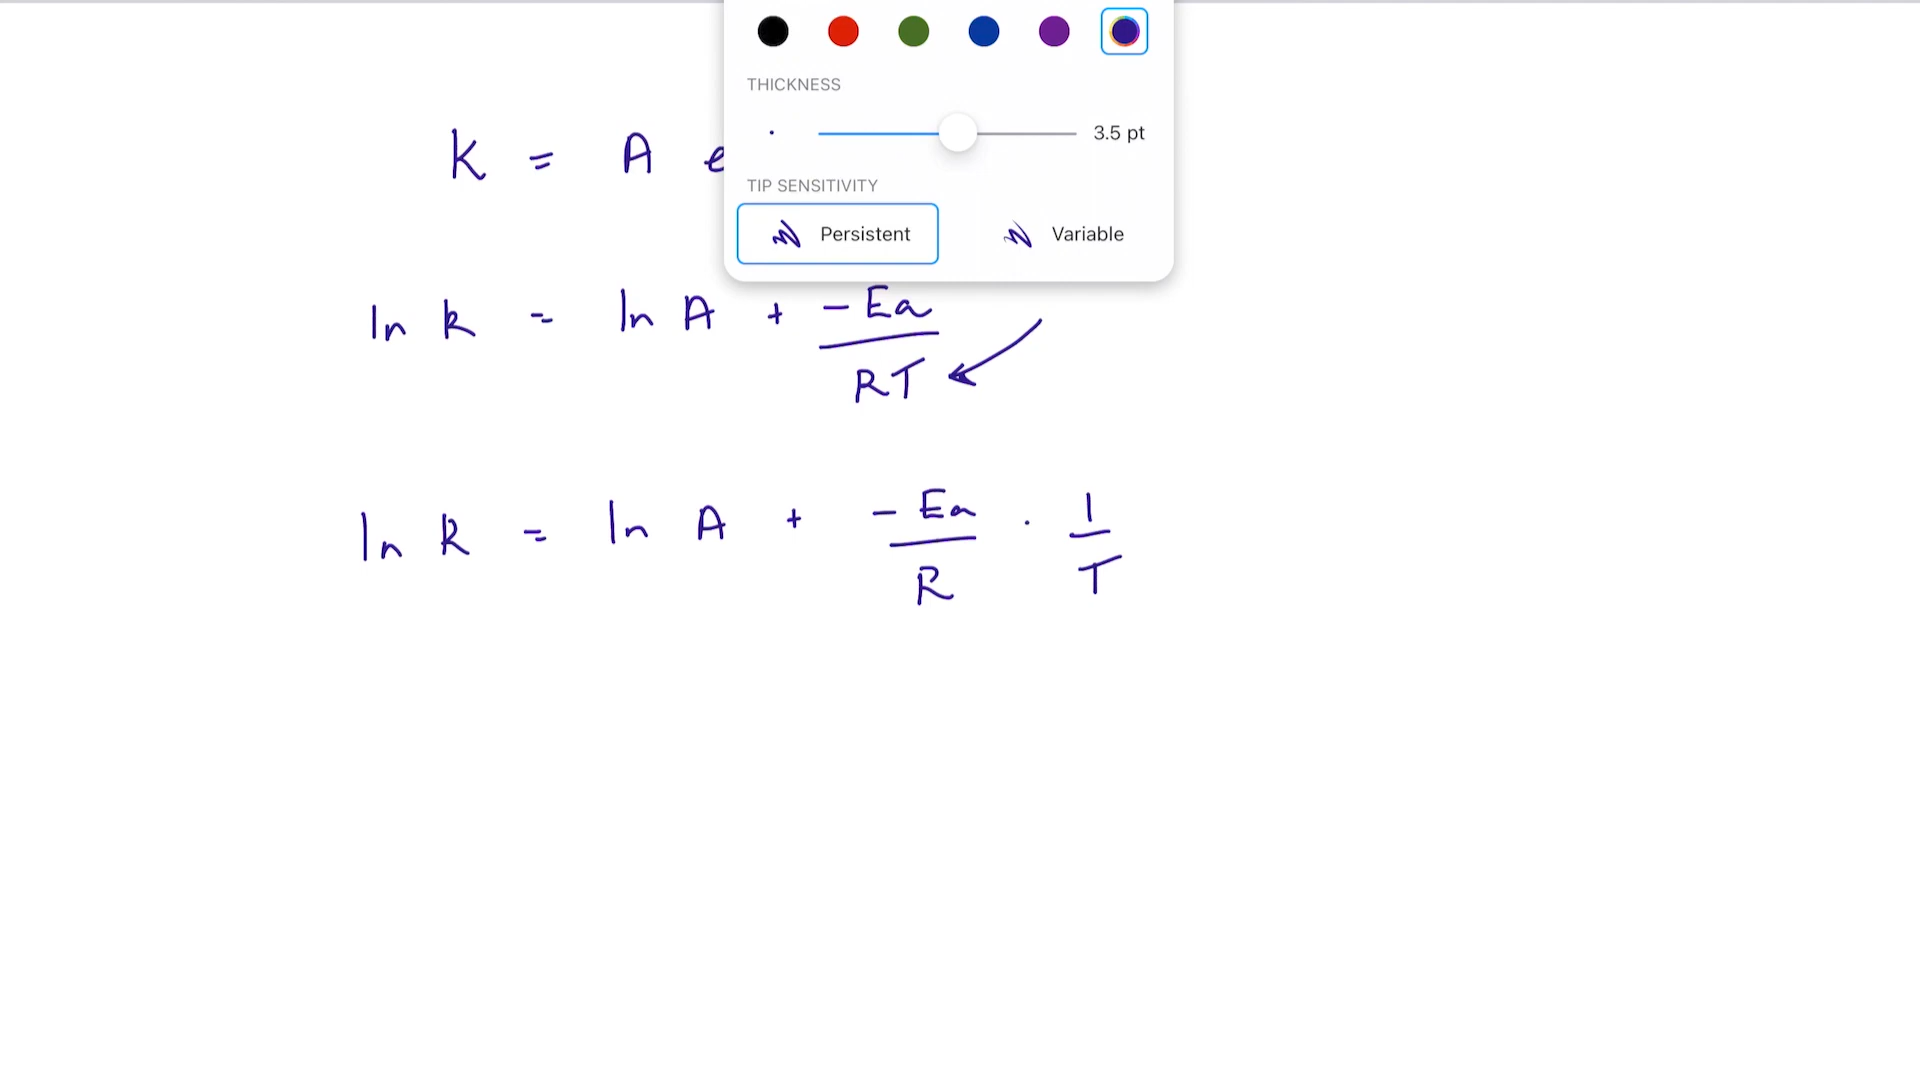 THICKNESS
3.5 pt
k = A e
TIP SENSITIVITY
Persistent
Variable
ln k = ln A + -Ea/RT
ln k = ln A + -Ea/R · 1/T